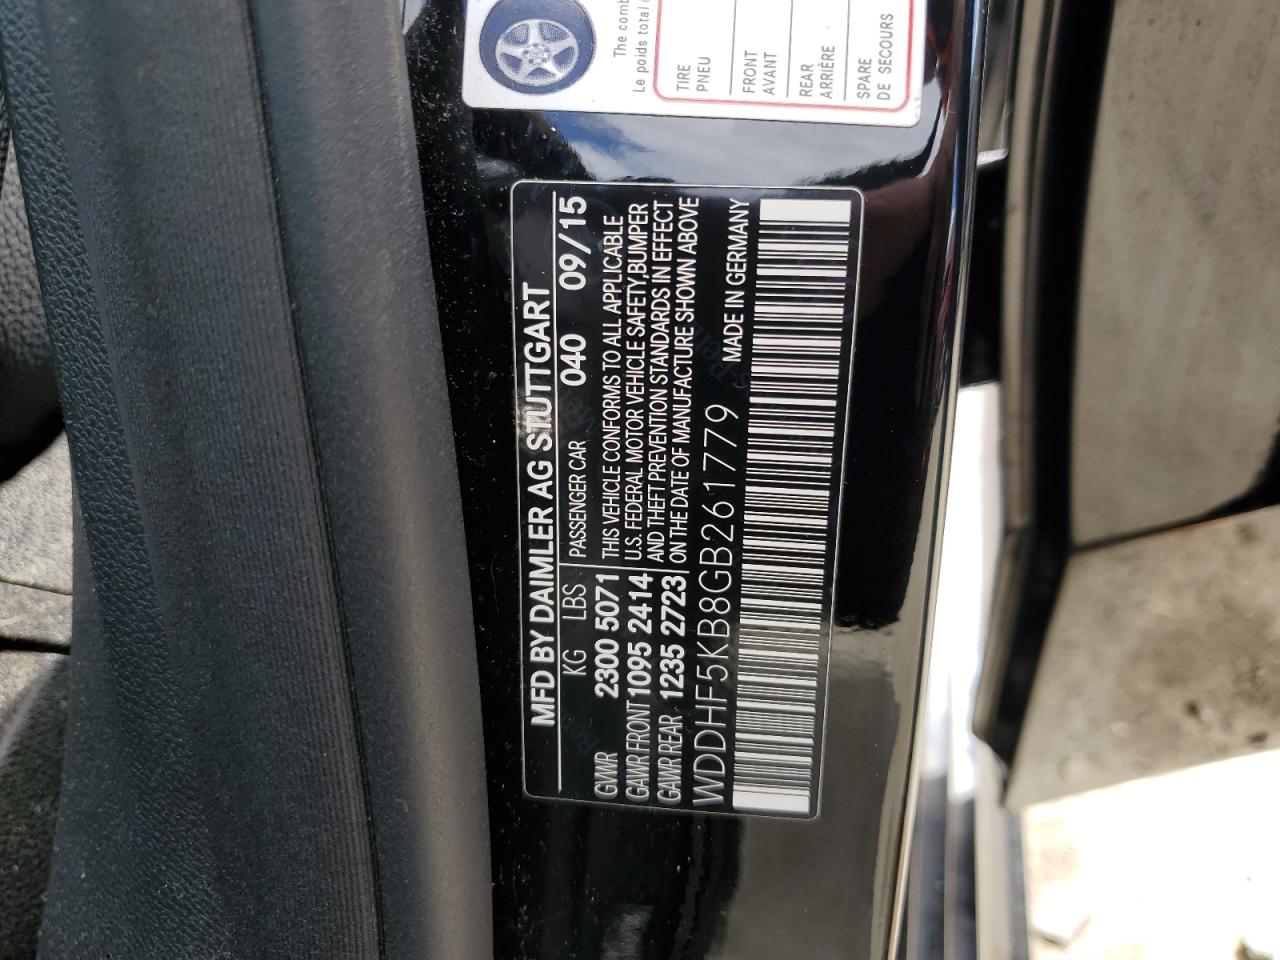 MFD BY DAIMLER AG STUTTGART
KG LBS PASSENGER CAR 040 09/15
GVWR 2300 5071 THIS VEHICLE CONFORMS TO ALL APPLICABLE
GAWR FRONT 1095 2414 U.S. FEDERAL MOTOR VEHICLE SAFETY,BUMPER
GAWR REAR 1235 2723 AND THEFT PREVENTION STANDARDS IN EFFECT
ON THE DATE OF MANUFACTURE SHOWN ABOVE
WDDHF5KB8GB261779 MADE IN GERMANY
The comb
Le poids total
TIRE
PNEU
FRONT
AVANT
REAR
ARRIÈRE
SPARE
DE SECOURS